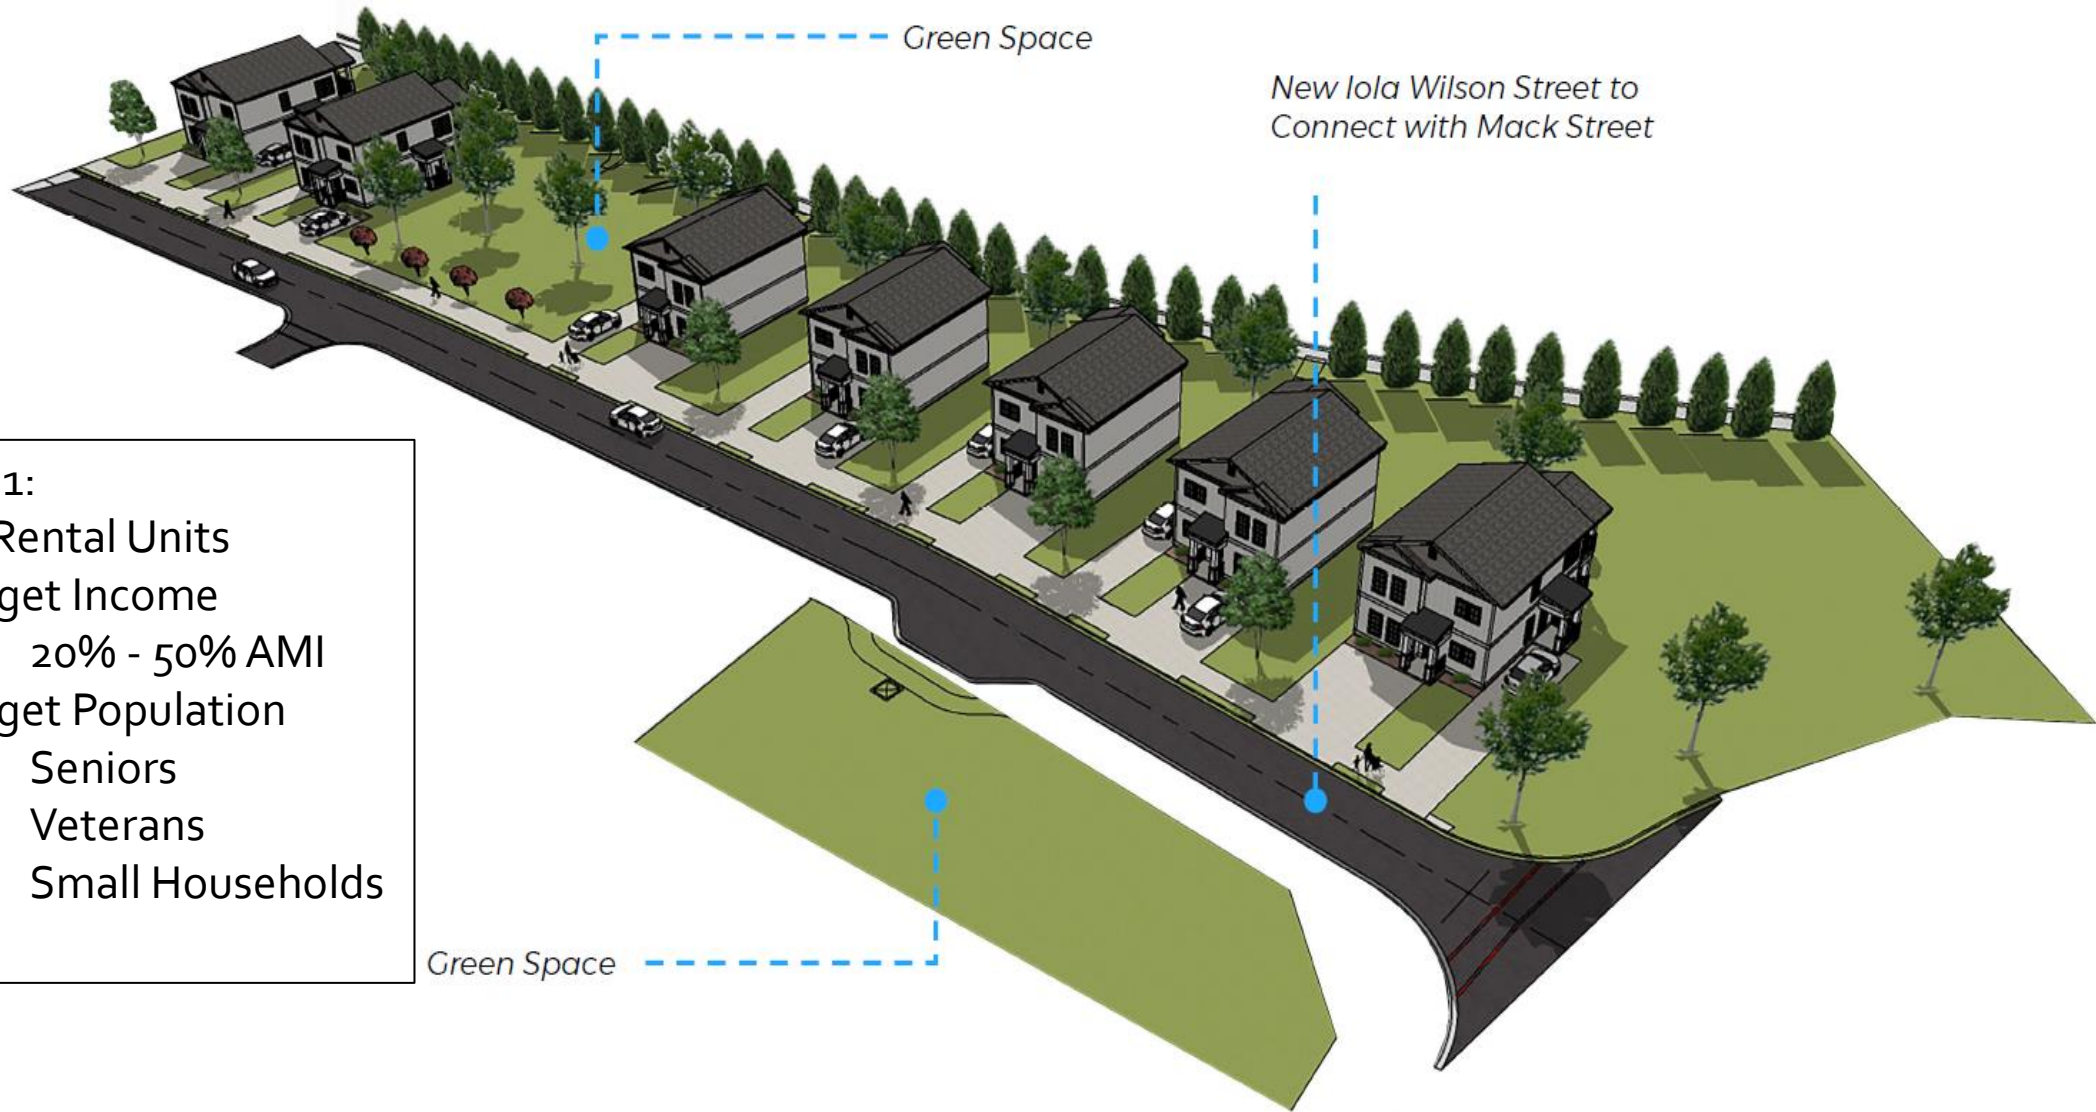 Green Space
New Iola Wilson Street to
Connect with Mack Street
1:
Rental Units
get Income
20% - 50% AMI
get Population
Seniors
Veterans
Small Households
Green Space